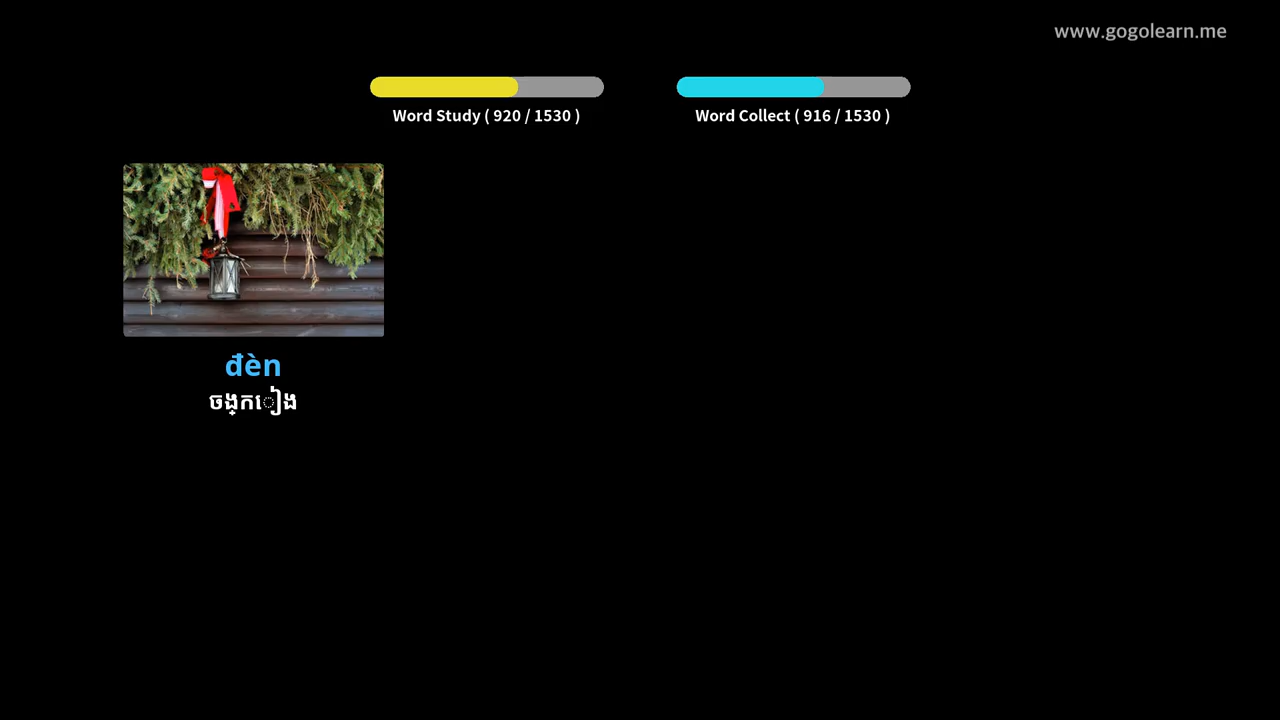 www.gogolearn.me
Word Study ( 920 / 1530 )
Word Collect ( 916 / 1530 )
đèn
ចង្កៀង